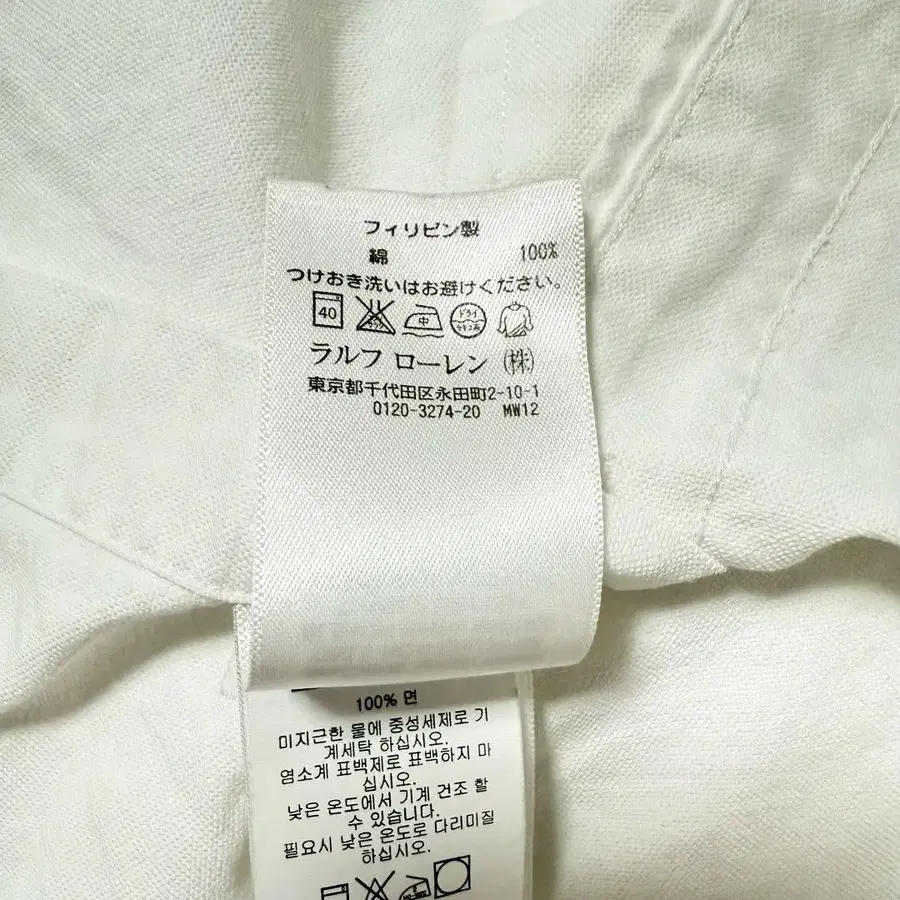 フィリピン製
綿 100%
つけおき洗いはお避けください。
40 中 ドライ
ラルフ ローレン (株)
東京都千代田区永田町2-10-1
0120-3274-20 MW12
100% 면
미지근한 물에 중성세제로 기
계세탁 하십시오.
염소계 표백제로 표백하지 마
십시오.
낮은 온도에서 기계 건조 할
수 있습니다.
필요시 낮은 온도로 다리미질
하십시오.